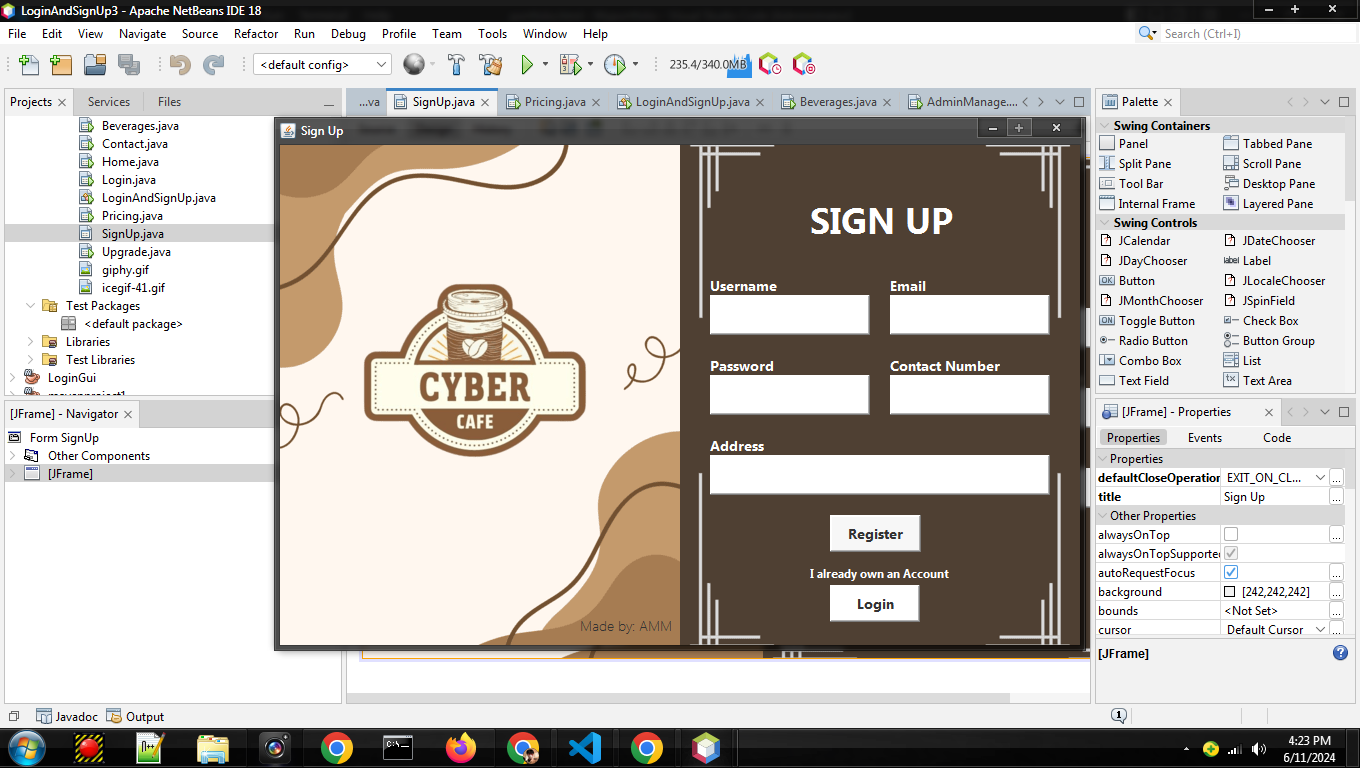 LoginAndSignUp3 - Apache NetBeans IDE 18
File Edit View Navigate Source Refactor Run Debug Profile Team Tools Window Help
Search (Ctrl+I)
<default config>
235.4/340.0MB
Projects Services Files
...va SignUp.java Pricing.java LoginAndSignUp.java Beverages.java AdminManage....
Beverages.java
Contact.java
Home.java
Login.java
LoginAndSignUp.java
Pricing.java
SignUp.java
Upgrade.java
giphy.gif
icegif-41.gif
Test Packages
<default package>
Libraries
Test Libraries
LoginGui
[JFrame] - Navigator
Form SignUp
Other Components
[JFrame]
Sign Up
CYBER
CAFE
Made by: AMM
SIGN UP
Username Email
Password Contact Number
Address
Register
I already own an Account
Login
Palette
Swing Containers
Panel Tabbed Pane
Split Pane Scroll Pane
Tool Bar Desktop Pane
Internal Frame Layered Pane
Swing Controls
JCalendar JDateChooser
JDayChooser Label
Button JLocaleChooser
JMonthChooser JSpinField
Toggle Button Check Box
Radio Button Button Group
Combo Box List
Text Field Text Area
[JFrame] - Properties
Properties Events Code
Properties
defaultCloseOperation EXIT_ON_CL... ...
title Sign Up ...
Other Properties
alwaysOnTop ...
alwaysOnTopSupported
autoRequestFocus ...
background [242,242,242] ...
bounds <Not Set> ...
cursor Default Cursor ...
[JFrame]
Javadoc Output
1
4:23 PM
6/11/2024